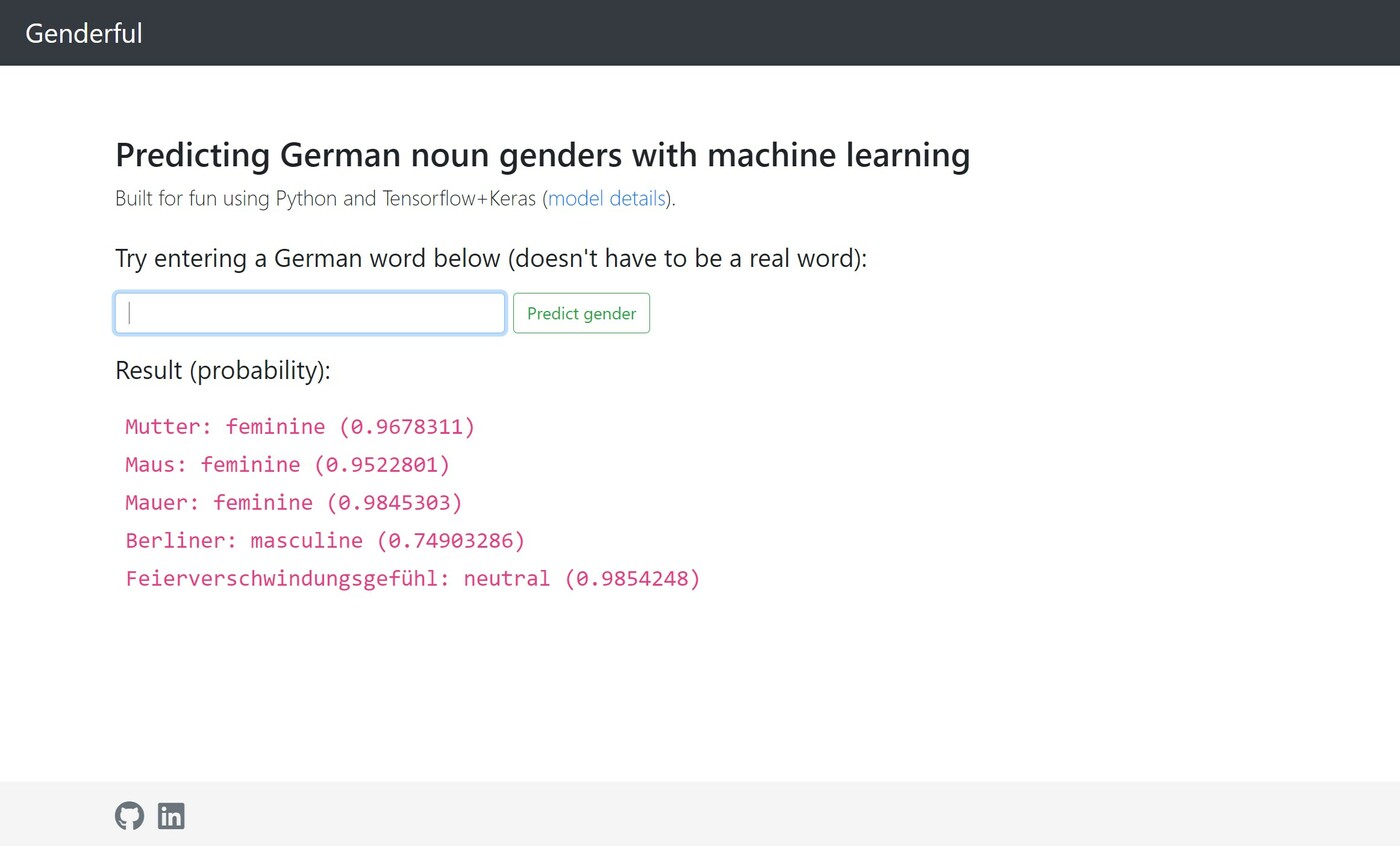 Genderful
Predicting German noun genders with machine learning
Built for fun using Python and Tensorflow+Keras (model details).
Try entering a German word below (doesn't have to be a real word):
Predict gender
Result (probability):
Mutter: feminine (0.9678311)
Maus: feminine (0.9522801)
Mauer: feminine (0.9845303)
Berliner: masculine (0.74903286)
Feierverschwindungsgefühl: neutral (0.9854248)
in